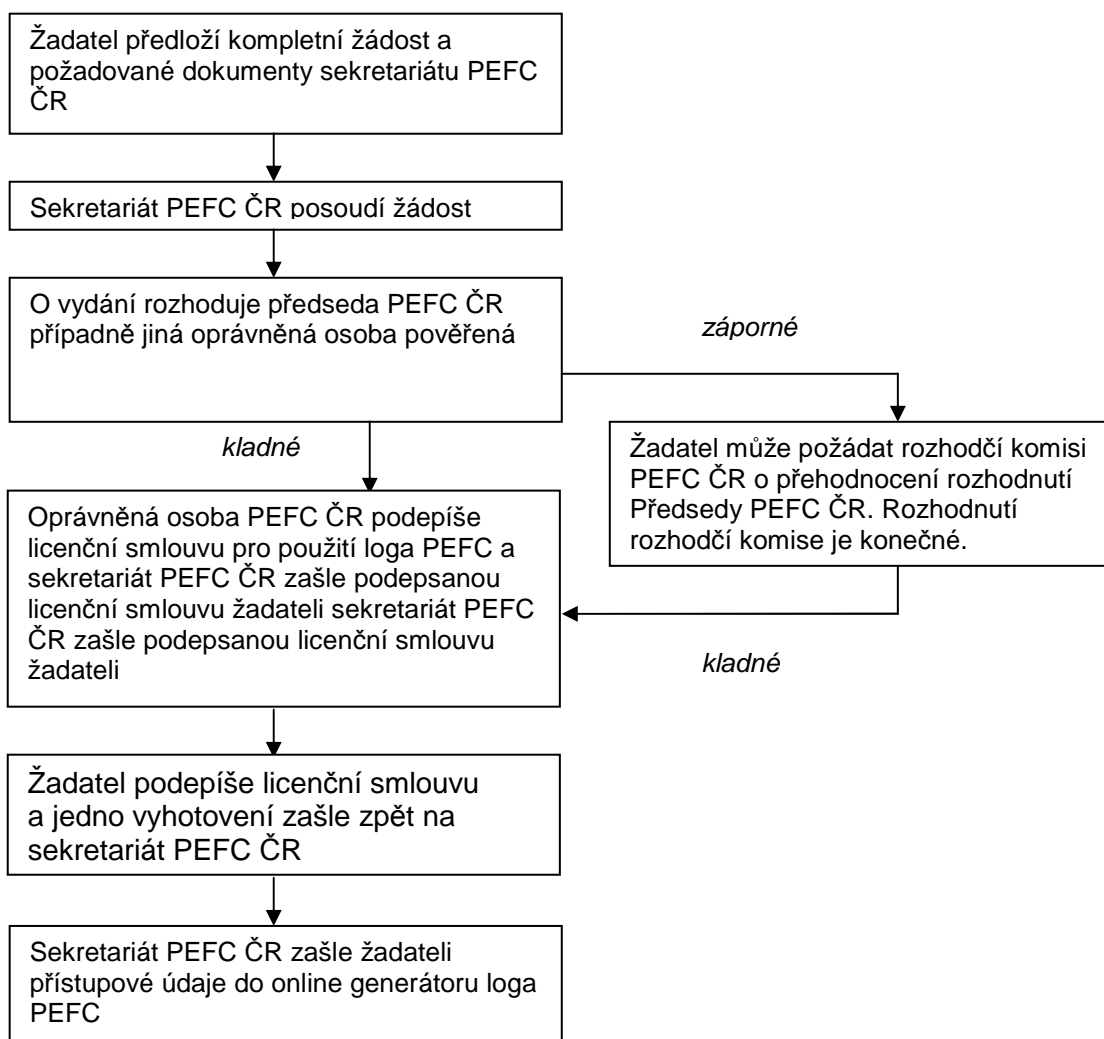 Žadatel předloží kompletní žádost a
požadované dokumenty sekretariátu PEFC
ČR
Sekretariát PEFC ČR posoudí žádost
O vydání rozhoduje předseda PEFC ČR
případně jiná oprávněná osoba pověřená
záporné
kladné
Žadatel může požádat rozhodčí komisi
PEFC ČR o přehodnocení rozhodnutí
Předsedy PEFC ČR. Rozhodnutí
rozhodčí komise je konečné.
Oprávněná osoba PEFC ČR podepíše
licenční smlouvu pro použití loga PEFC a
sekretariát PEFC ČR zašle podepsanou
licenční smlouvu žadateli sekretariát PEFC
ČR zašle podepsanou licenční smlouvu
žadateli
kladné
Žadatel podepíše licenční smlouvu
a jedno vyhotovení zašle zpět na
sekretariát PEFC ČR
Sekretariát PEFC ČR zašle žadateli
přístupové údaje do online generátoru loga
PEFC